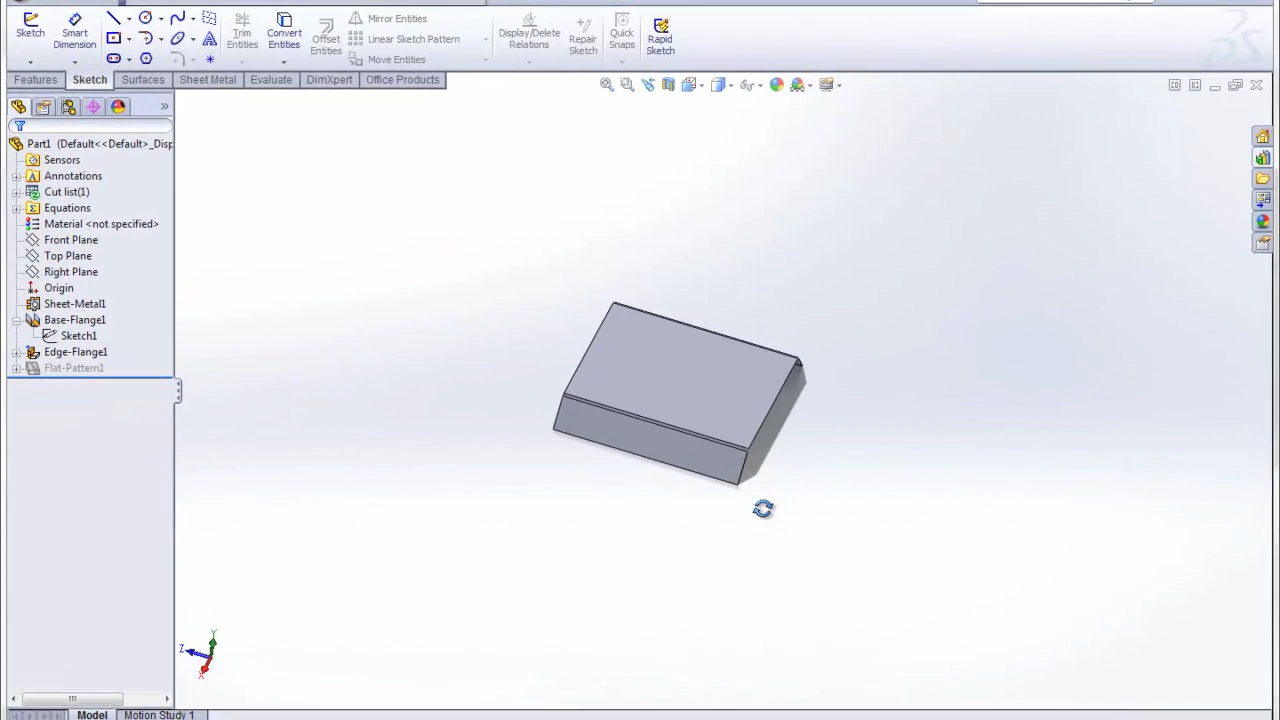 Sketch
Smart Dimension
Trim Entities
Convert Entities
Offset Entities
Mirror Entities
Linear Sketch Pattern
Move Entities
Display/Delete Relations
Repair Sketch
Quick Snaps
Rapid Sketch
Features Sketch Surfaces Sheet Metal Evaluate DimXpert Office Products
Part1 (Default<<Default>_Disp
Sensors
Annotations
Cut list(1)
Equations
Material <not specified>
Front Plane
Top Plane
Right Plane
Origin
Sheet-Metal1
Base-Flange1
Sketch1
Edge-Flange1
Flat-Pattern1
Y
Z
X
Model Motion Study 1